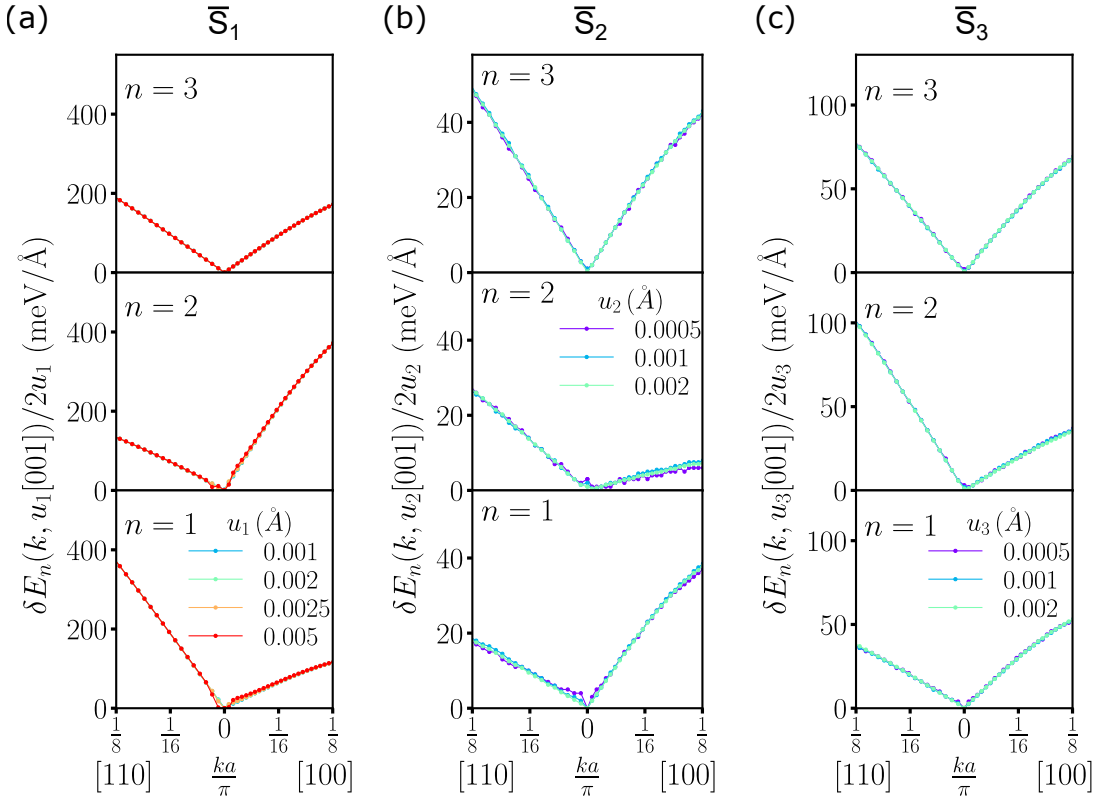 (a) S̅₁
n = 3
400
200
0
n = 2
400
200
0
n = 1
u₁ (Å)
0.001
0.002
0.0025
0.005
400
200
0
δEₙ(k, u₁[001])/2u₁ (meV/Å)
1/8 1/16 0 1/16 1/8
[110] ka/π [100]
(b) S̅₂
n = 3
40
20
0
n = 2
u₂ (Å)
0.0005
0.001
0.002
40
20
0
n = 1
40
20
0
δEₙ(k, u₂[001])/2u₂ (meV/Å)
1/8 1/16 0 1/16 1/8
[110] ka/π [100]
(c) S̅₃
n = 3
100
50
0
n = 2
100
50
0
n = 1
u₃ (Å)
0.0005
0.001
0.002
100
50
0
δEₙ(k, u₃[001])/2u₃ (meV/Å)
1/8 1/16 0 1/16 1/8
[110] ka/π [100]